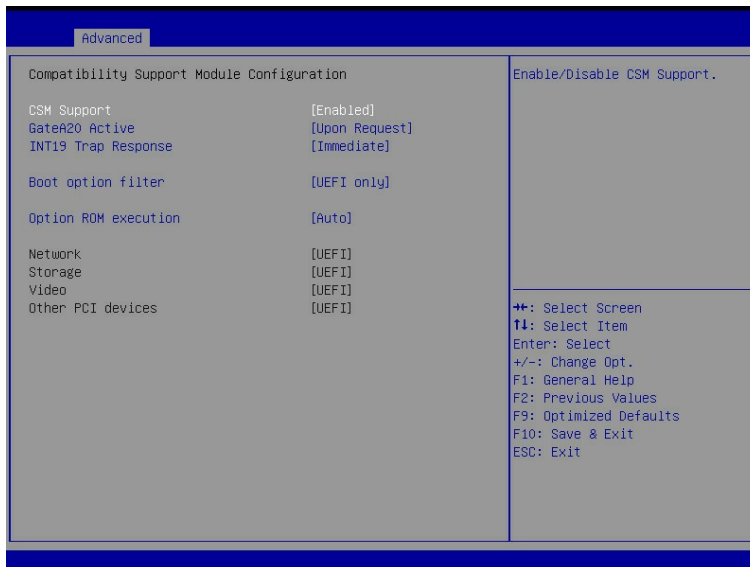 Advanced
Compatibility Support Module Configuration
CSM Support [Enabled]
GateA20 Active [Upon Request]
INT19 Trap Response [Immediate]
Boot option filter [UEFI only]
Option ROM execution [Auto]
Network [UEFI]
Storage [UEFI]
Video [UEFI]
Other PCI devices [UEFI]
Enable/Disable CSM Support.
→←: Select Screen
↑↓: Select Item
Enter: Select
+/-: Change Opt.
F1: General Help
F2: Previous Values
F9: Optimized Defaults
F10: Save & Exit
ESC: Exit